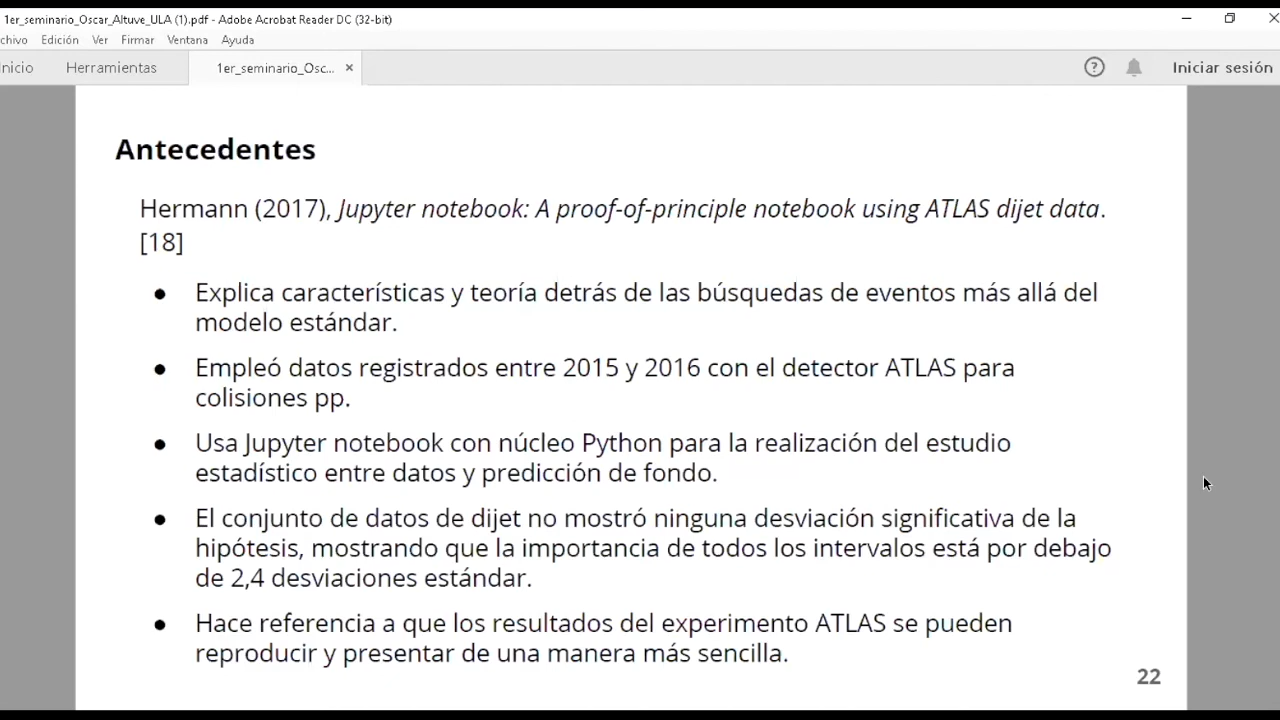 1er_seminario_Oscar_Altuve_ULA (1).pdf - Adobe Acrobat Reader DC (32-bit)
chivo Edición Ver Firmar Ventana Ayuda
nicio Herramientas 1er_seminario_Osc... × ? Iniciar sesión
Antecedentes
Hermann (2017), Jupyter notebook: A proof-of-principle notebook using ATLAS dijet data.
[18]
● Explica características y teoría detrás de las búsquedas de eventos más allá del
modelo estándar.
● Empleó datos registrados entre 2015 y 2016 con el detector ATLAS para
colisiones pp.
● Usa Jupyter notebook con núcleo Python para la realización del estudio
estadístico entre datos y predicción de fondo.
● El conjunto de datos de dijet no mostró ninguna desviación significativa de la
hipótesis, mostrando que la importancia de todos los intervalos está por debajo
de 2,4 desviaciones estándar.
● Hace referencia a que los resultados del experimento ATLAS se pueden
reproducir y presentar de una manera más sencilla.
22